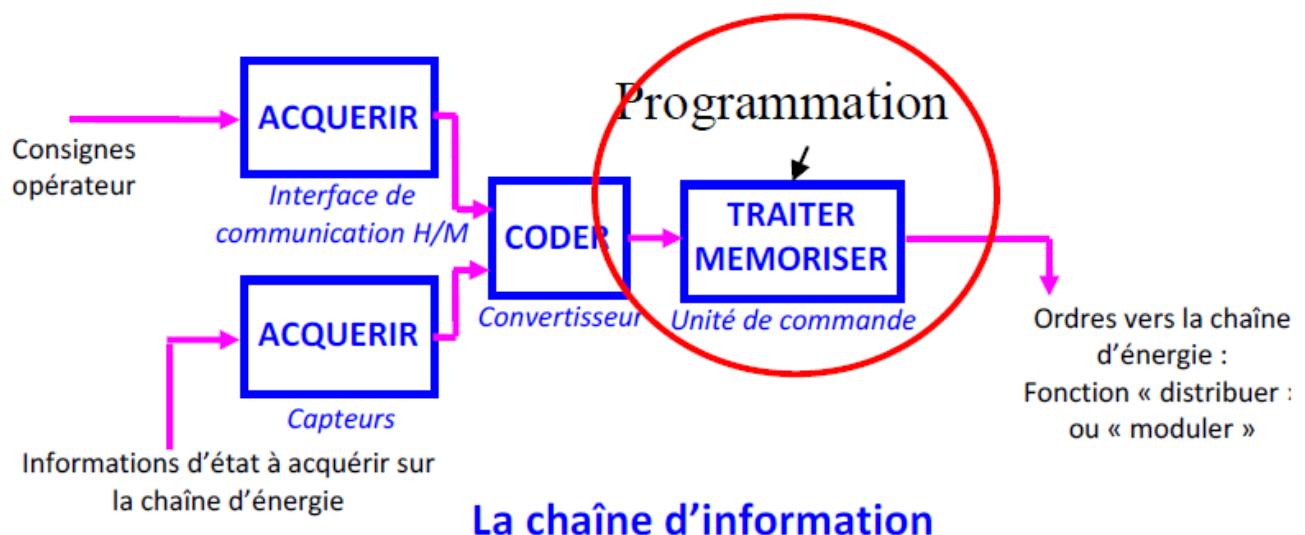 Programmation
Consignes
opérateur
ACQUERIR
Interface de
communication H/M
CODER
Convertisseur
TRAITER
MEMORISER
Unité de commande
ACQUERIR
Capteurs
Informations d'état à acquérir sur
la chaîne d'énergie
Ordres vers la chaîne
d'énergie :
Fonction « distribuer »
ou « moduler »
La chaîne d'information